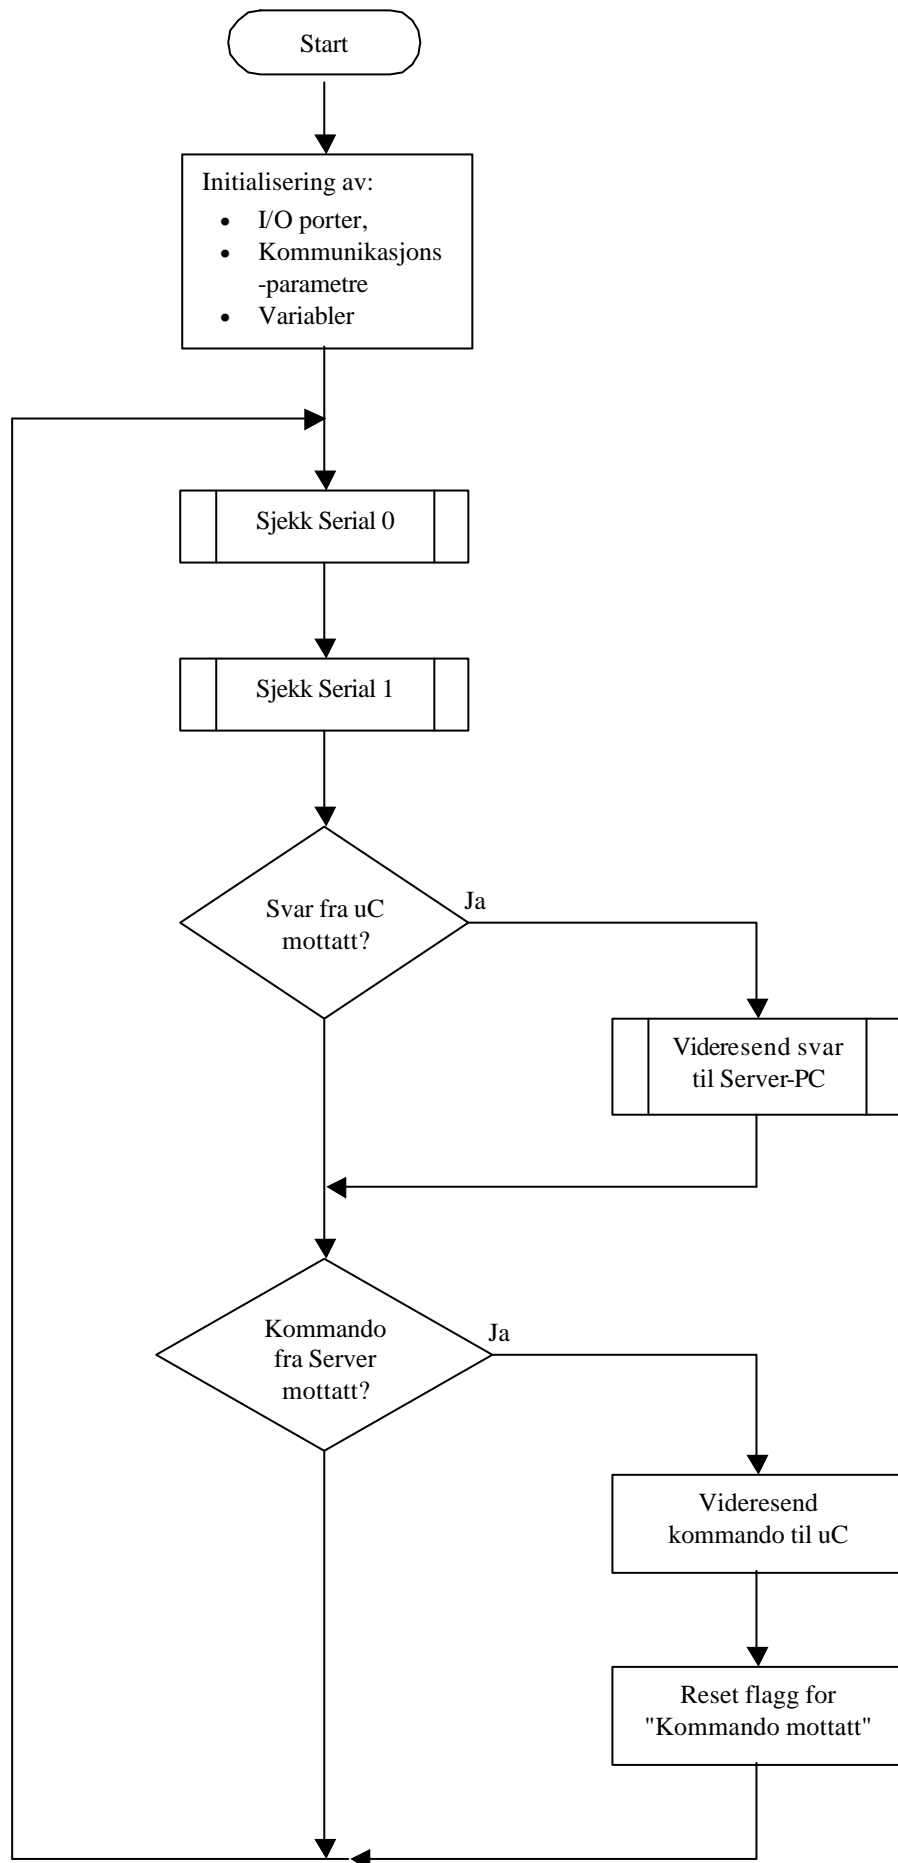 Start
Initialisering av:
• I/O porter,
• Kommunikasjons
-parametre
• Variabler
Sjekk Serial 0
Sjekk Serial 1
Svar fra uC
mottatt?
Ja
Videresend svar
til Server-PC
Kommando
fra Server
mottatt?
Ja
Videresend
kommando til uC
Reset flagg for
"Kommando mottatt"